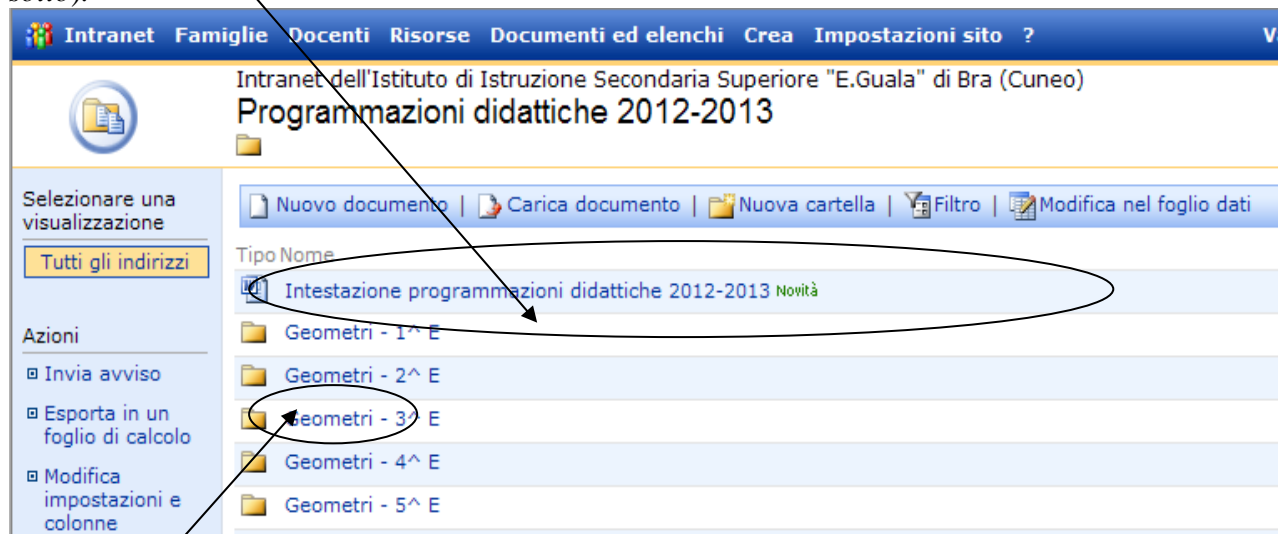 sotto).
Intranet Famiglie Docenti Risorse Documenti ed elenchi Crea Impostazioni sito ?
Intranet dell'Istituto di Istruzione Secondaria Superiore "E.Guala" di Bra (Cuneo)
Programmazioni didattiche 2012-2013
Selezionare una
visualizzazione
Tutti gli indirizzi
Azioni
Invia avviso
Esporta in un
foglio di calcolo
Modifica
impostazioni e
colonne
Nuovo documento | Carica documento | Nuova cartella | Filtro | Modifica nel foglio dati
Tipo Nome
Intestazione programmazioni didattiche 2012-2013 Novità
Geometri - 1^ E
Geometri - 2^ E
Geometri - 3^ E
Geometri - 4^ E
Geometri - 5^ E